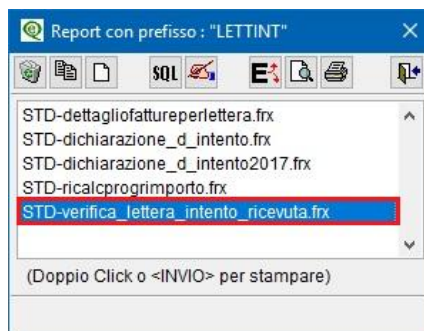 Report con prefisso : "LETTINT"
SQL
E
STD-dettagliofattureperlettera.frx
STD-dichiarazione_d_intento.frx
STD-dichiarazione_d_intento2017.frx
STD-ricalcprogrimporto.frx
STD-verifica_lettera_intento_ricevuta.frx
(Doppio Click o <INVIO> per stampare)